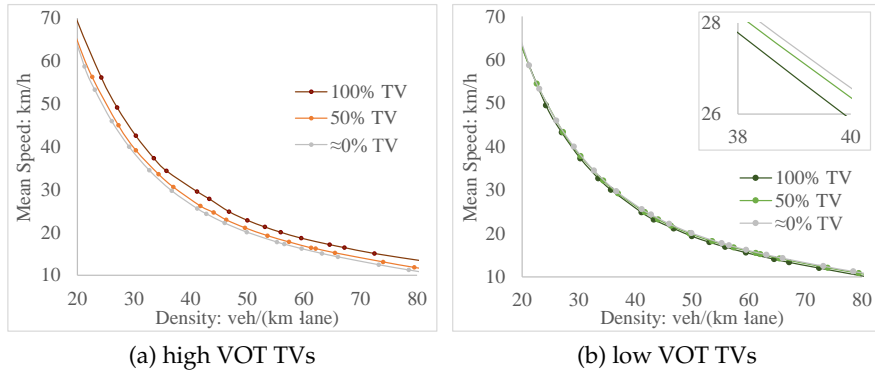 70
60
50
40
30
20
10
Mean Speed: km/h
100% TV
50% TV
≈0% TV
20 30 40 50 60 70 80
Density: veh/(km·lane)
(a) high VOT TVs
70
60
50
40
30
20
10
Mean Speed: km/h
28
26
38 40
100% TV
50% TV
≈0% TV
20 30 40 50 60 70 80
Density: veh/(km·lane)
(b) low VOT TVs